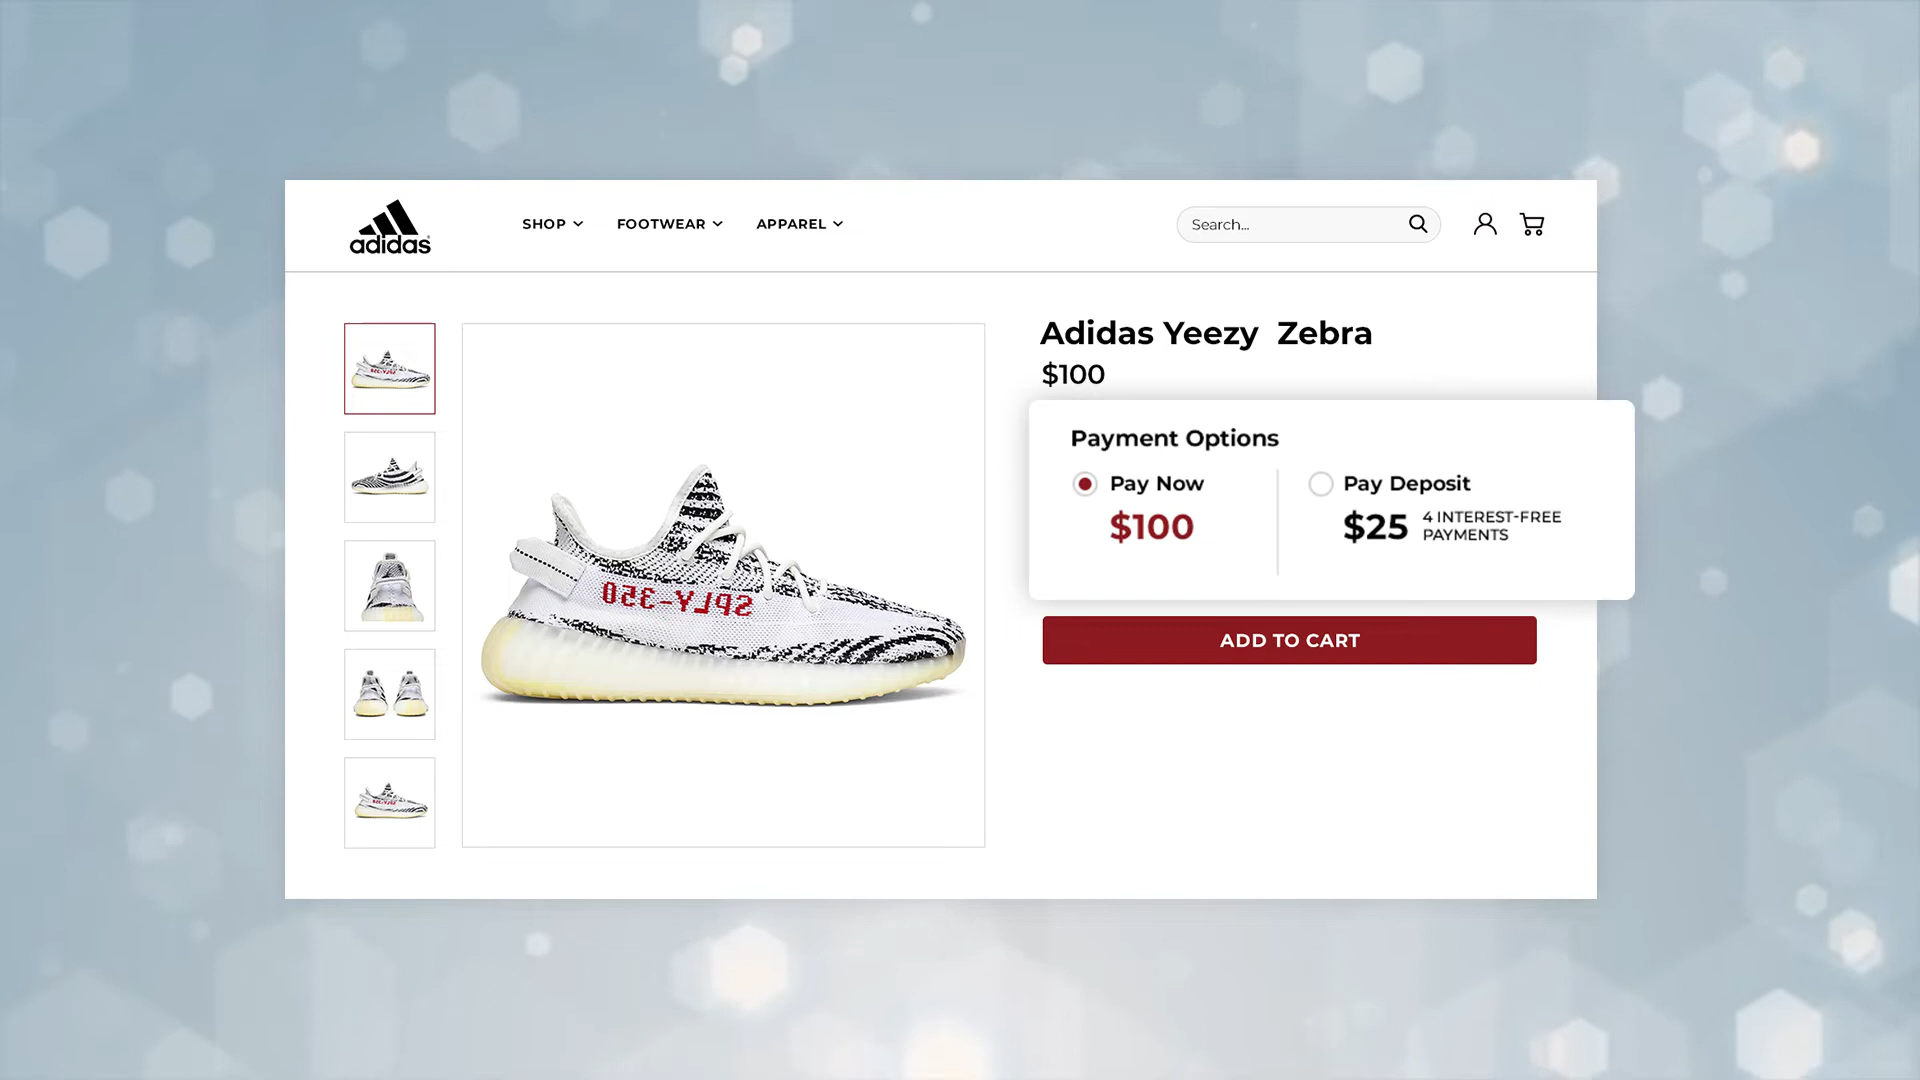 adidas
SHOP
FOOTWEAR
APPAREL
Search...
Adidas Yeezy Zebra
$100
Payment Options
Pay Now
$100
Pay Deposit
$25
4 INTEREST-FREE
PAYMENTS
SPLY-350
ADD TO CART